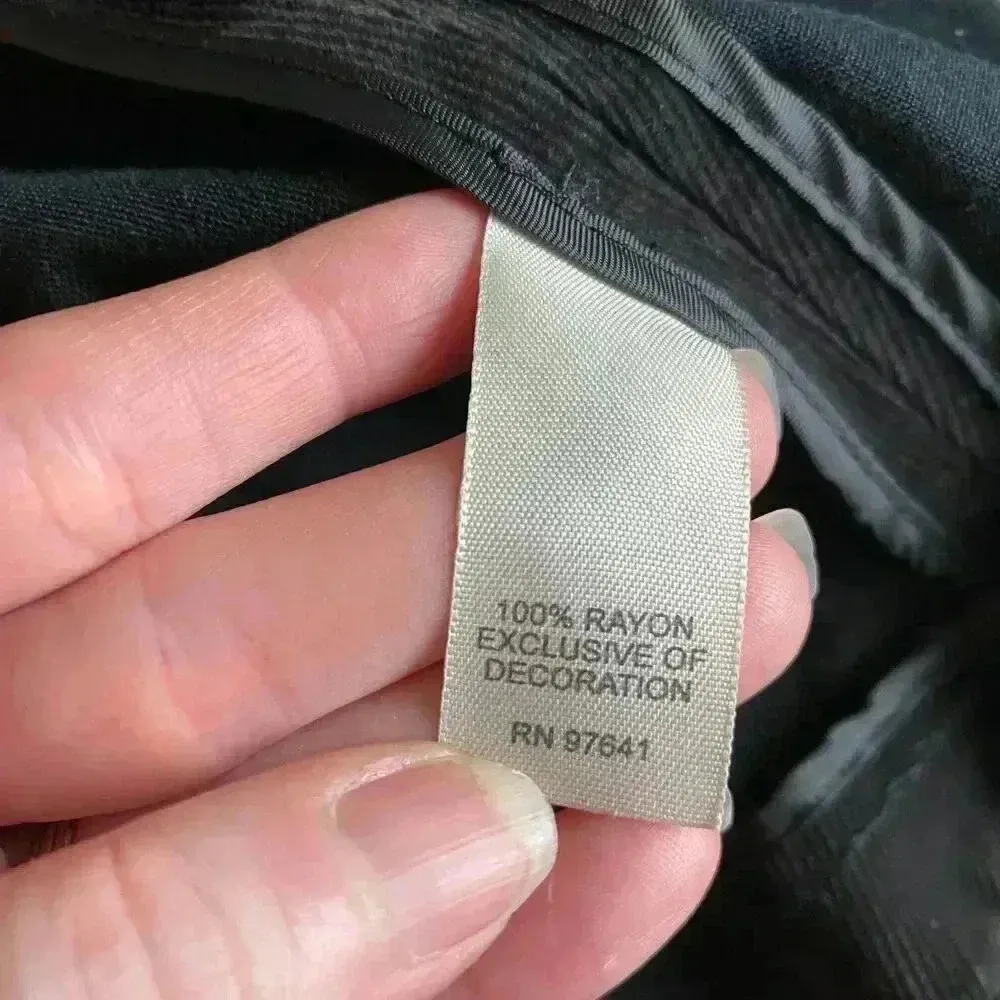 100% RAYON
EXCLUSIVE OF
DECORATION
RN 97641